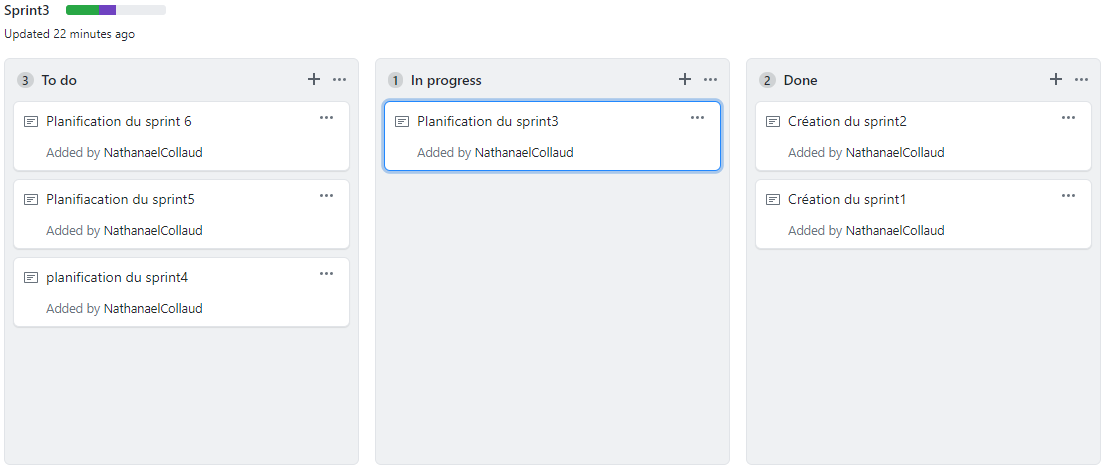 Sprint3
Updated 22 minutes ago
3 To do
Planification du sprint 6
Added by NathanaelCollaud
Planifiacation du sprint5
Added by NathanaelCollaud
planification du sprint4
Added by NathanaelCollaud
1 In progress
Planification du sprint3
Added by NathanaelCollaud
2 Done
Création du sprint2
Added by NathanaelCollaud
Création du sprint1
Added by NathanaelCollaud